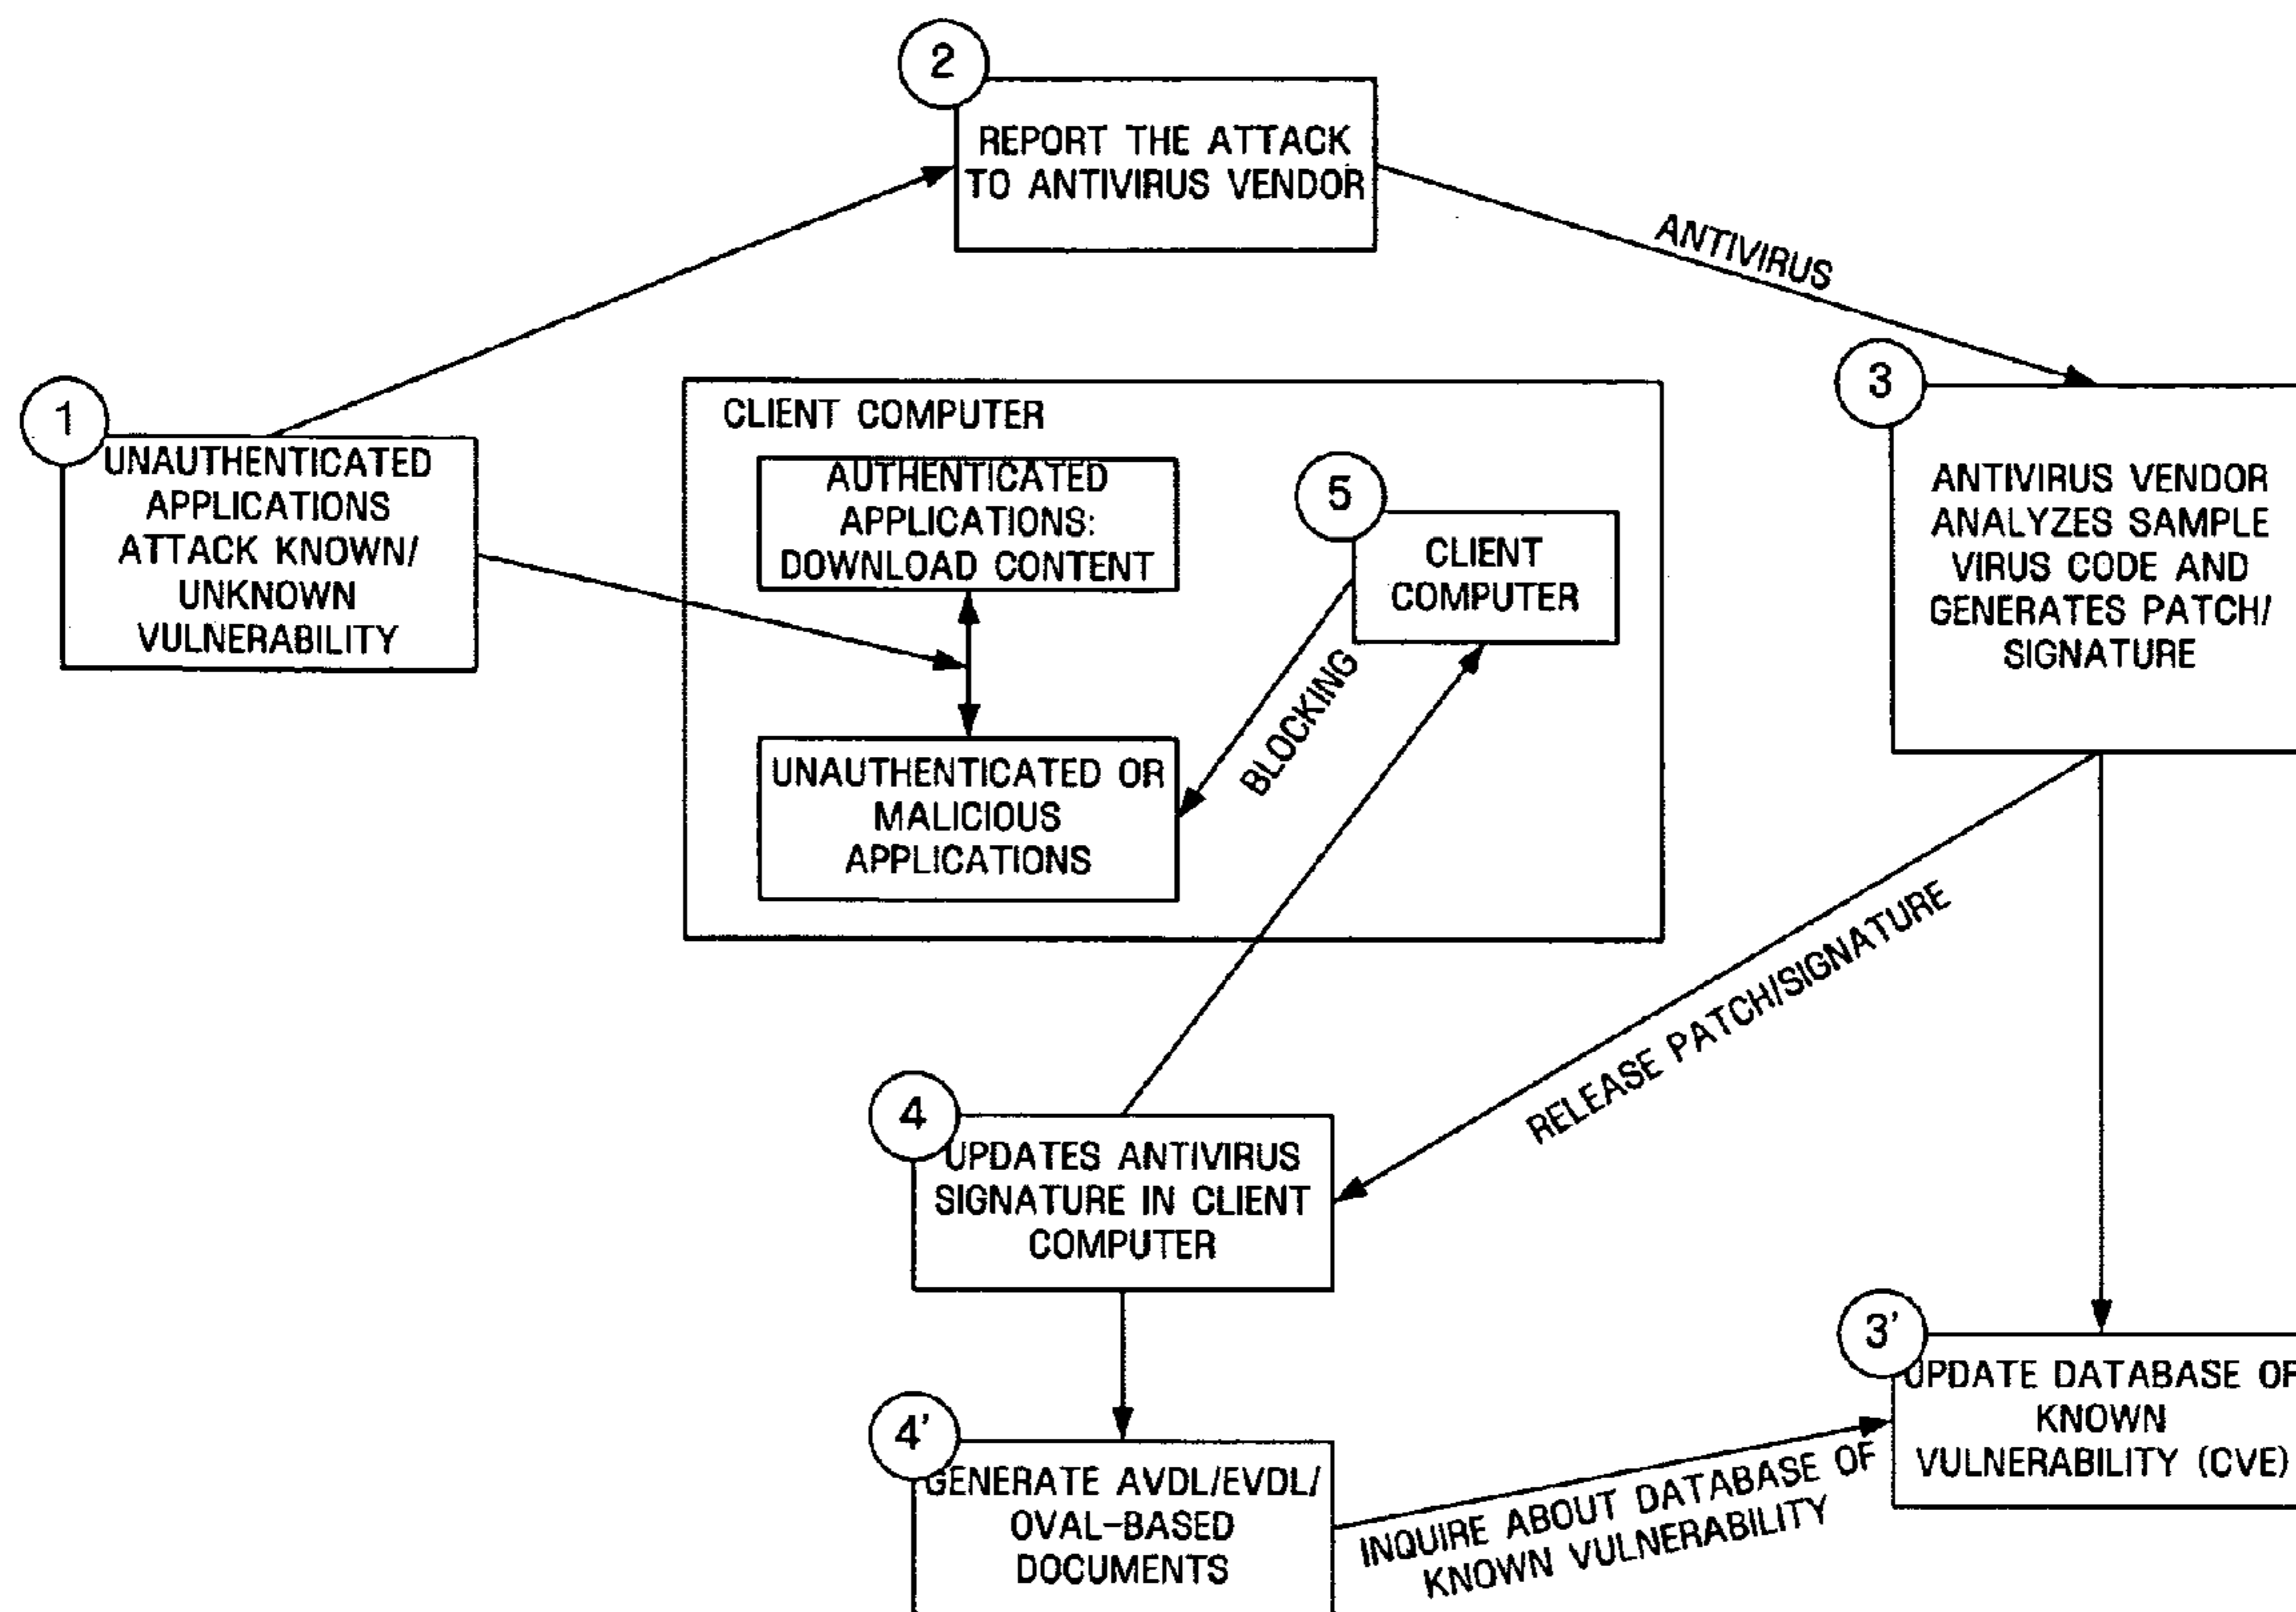 2
REPORT THE ATTACK
TO ANTIVIRUS VENDOR
ANTIVIRUS
1
UNAUTHENTICATED
APPLICATIONS
ATTACK KNOWN/
UNKNOWN
VULNERABILITY
CLIENT COMPUTER
AUTHENTICATED
APPLICATIONS:
DOWNLOAD CONTENT
5
CLIENT
COMPUTER
BLOCKING
UNAUTHENTICATED OR
MALICIOUS
APPLICATIONS
3
ANTIVIRUS VENDOR
ANALYZES SAMPLE
VIRUS CODE AND
GENERATES PATCH/
SIGNATURE
RELEASE PATCH/SIGNATURE
4
UPDATES ANTIVIRUS
SIGNATURE IN CLIENT
COMPUTER
3'
UPDATE DATABASE OF
KNOWN
VULNERABILITY (CVE)
4'
GENERATE AVDL/EVDL/
OVAL-BASED
DOCUMENTS
INQUIRE ABOUT DATABASE OF
KNOWN VULNERABILITY